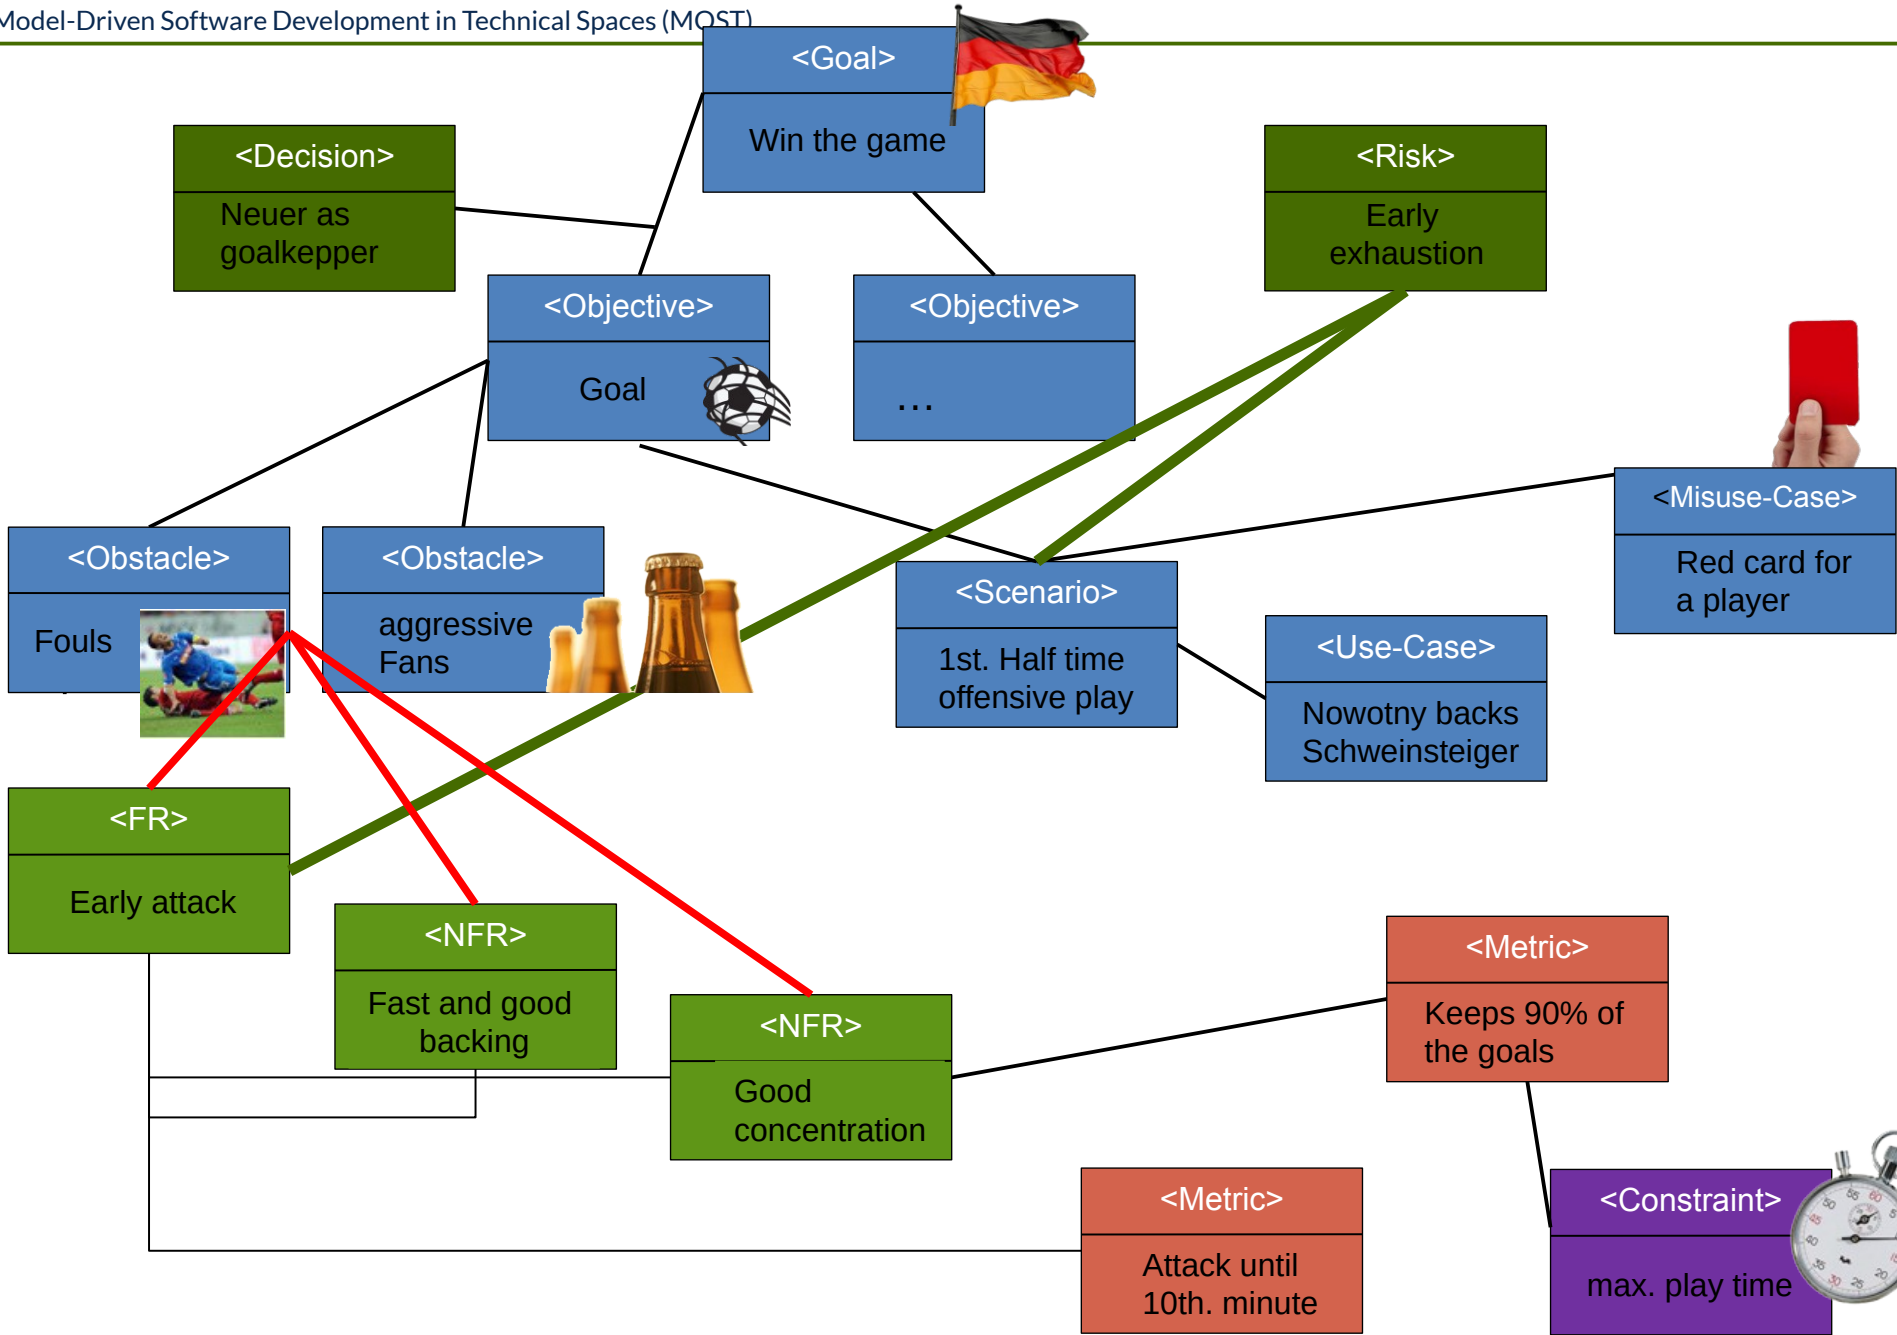 Model-Driven Software Development in Technical Spaces (MOST)
<Goal>
Win the game
<Decision>
Neuer as
goalkepper
<Risk>
Early
exhaustion
<Objective>
Goal
<Objective>
...
<Obstacle>
Fouls
<Obstacle>
aggressive
Fans
<Scenario>
1st. Half time
offensive play
<Misuse-Case>
Red card for
a player
<Use-Case>
Nowotny backs
Schweinsteiger
<FR>
Early attack
<NFR>
Fast and good
backing
<NFR>
Good
concentration
<Metric>
Keeps 90% of
the goals
<Metric>
Attack until
10th. minute
<Constraint>
max. play time